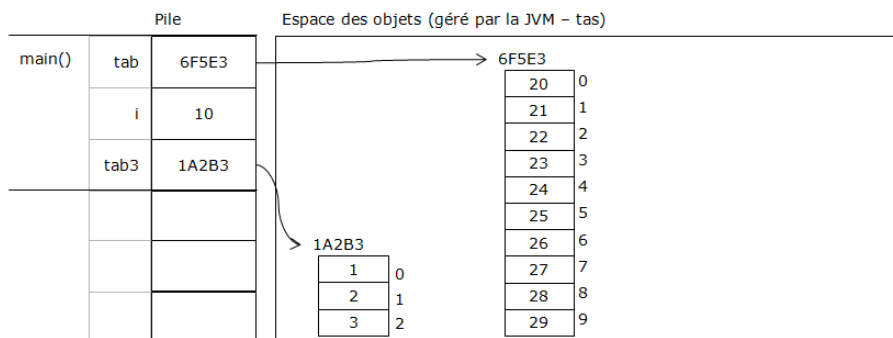 Pile Espace des objets (géré par la JVM – tas)
main() tab 6F5E3 6F5E3
20 0
21 1
i 10 22 2
23 3
tab3 1A2B3 24 4
25 5
1A2B3 26 6
1 0 27 7
2 1 28 8
3 2 29 9